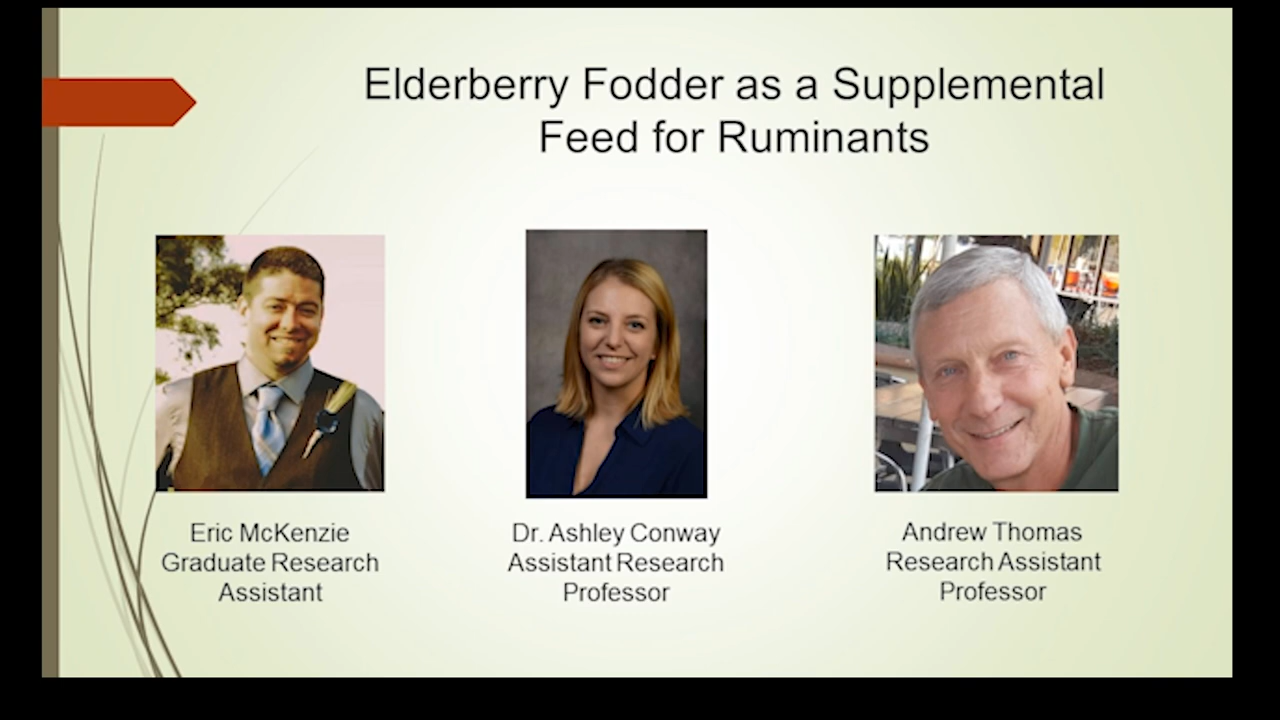 Elderberry Fodder as a Supplemental
Feed for Ruminants
Eric McKenzie
Graduate Research
Assistant
Dr. Ashley Conway
Assistant Research
Professor
Andrew Thomas
Research Assistant
Professor